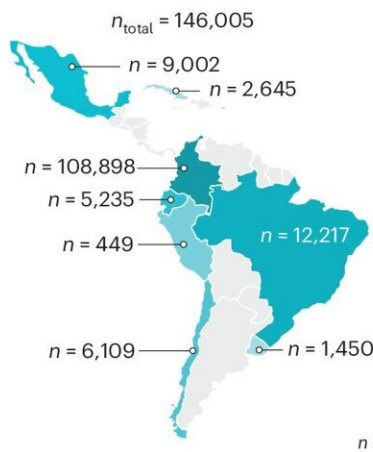 n_total = 146,005
n = 9,002
n = 2,645
n = 108,898
n = 5,235
n = 12,217
n = 449
n = 6,109
n = 1,450
n